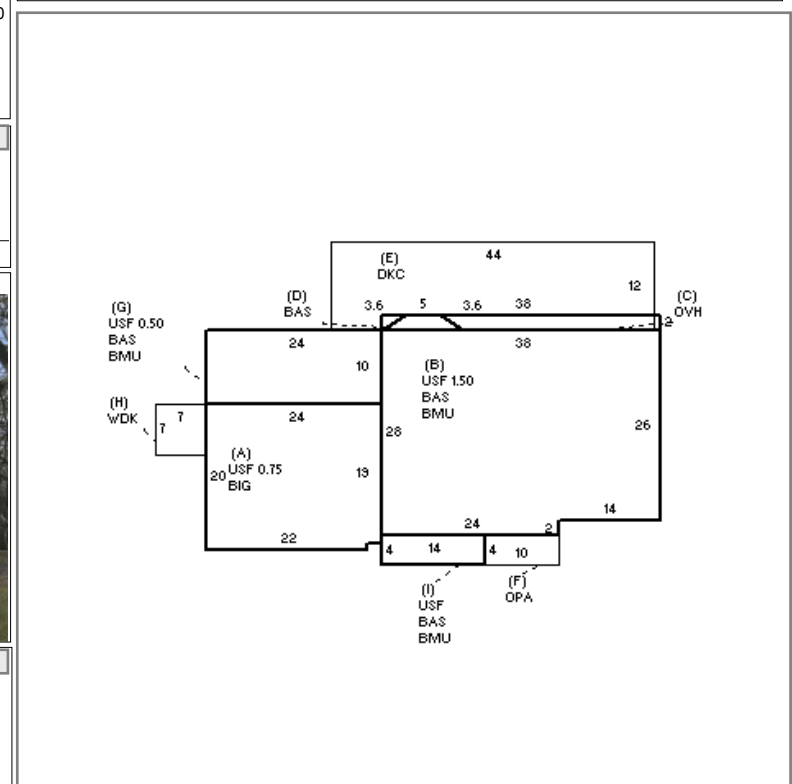 44
(E)
DKC
12
(D)
BAS
3.6 5 3.6 38
(C)
OVH
2
(G)
USF 0.50
BAS
BMU
24
38
10
(B)
USF 1.50
BAS
BMU
(H)
WDK
7
7
24
28
26
(A)
USF 0.75
BIG
20
19
14
24
2
22
4 14 4 10
(I)
USF
BAS
BMU
(F)
OPA